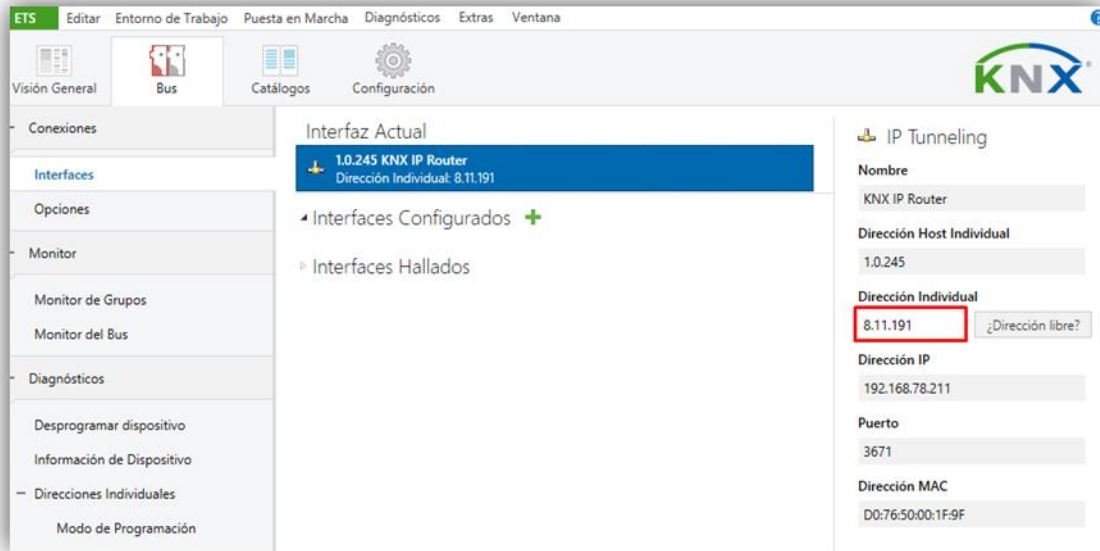 ETS Editar Entorno de Trabajo Puesta en Marcha Diagnósticos Extras Ventana
?
Visión General Bus Catálogos Configuración
KNX
Conexiones
Interfaces
Opciones
Monitor
Monitor de Grupos
Monitor del Bus
Diagnósticos
Desprogramar dispositivo
Información de Dispositivo
Direcciones Individuales
Modo de Programación
Interfaz Actual
1.0.245 KNX IP Router
Dirección Individual: 8.11.191
Interfaces Configurados
Interfaces Hallados
IP Tunneling
Nombre
KNX IP Router
Dirección Host Individual
1.0.245
Dirección Individual
8.11.191 ¿Dirección libre?
Dirección IP
192.168.78.211
Puerto
3671
Dirección MAC
D0:76:50:00:1F:9F